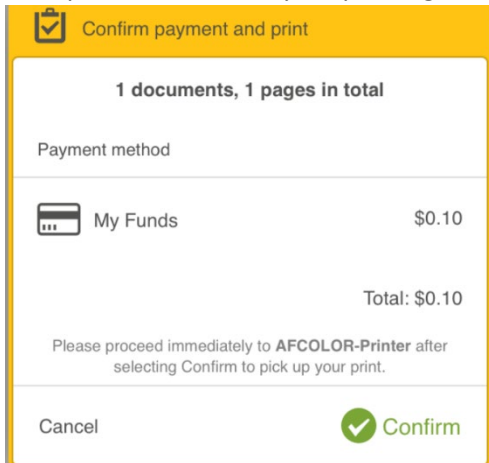 Confirm payment and print
1 documents, 1 pages in total
Payment method
My Funds $0.10
Total: $0.10
Please proceed immediately to AFCOLOR-Printer after
selecting Confirm to pick up your print.
Cancel Confirm